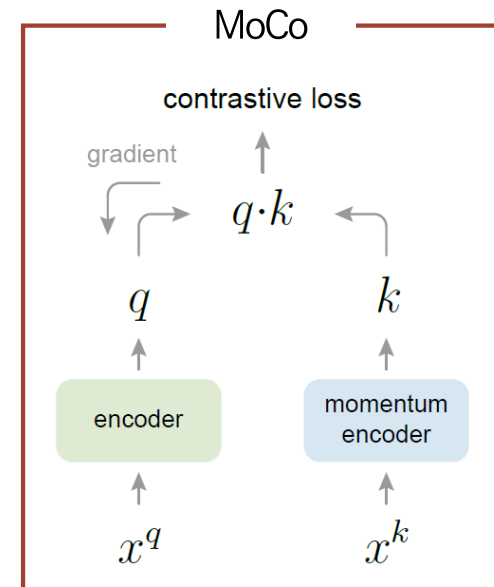 MoCo
contrastive loss
gradient
q·k
q
k
encoder
momentum
encoder
x^q
x^k